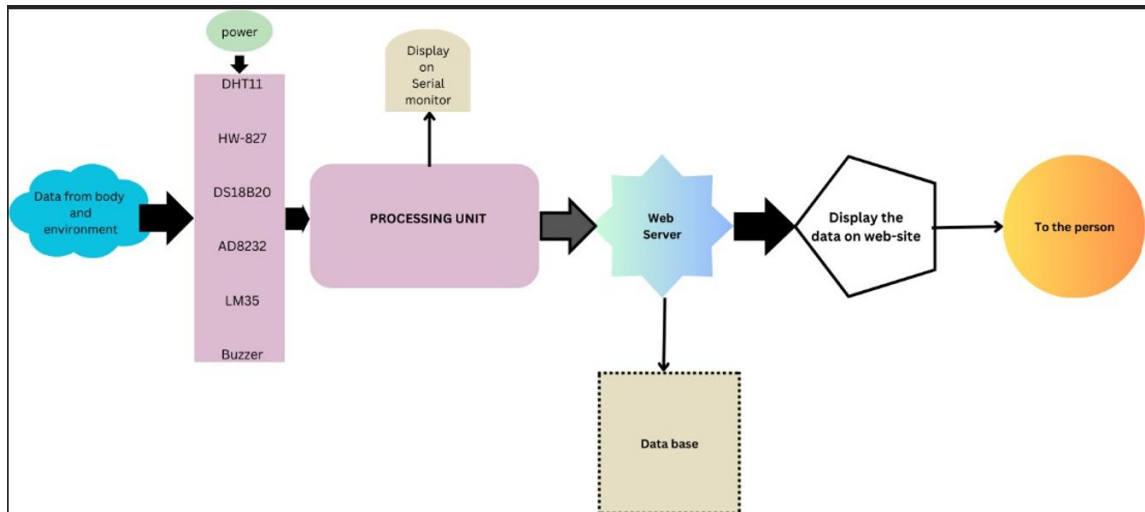 power
DHT11
HW-827
DS18B20
AD8232
LM35
Buzzer
Data from body
and
environment
Display
on
Serial
monitor
PROCESSING UNIT
Web
Server
Data base
Display the
data on web-site
To the person